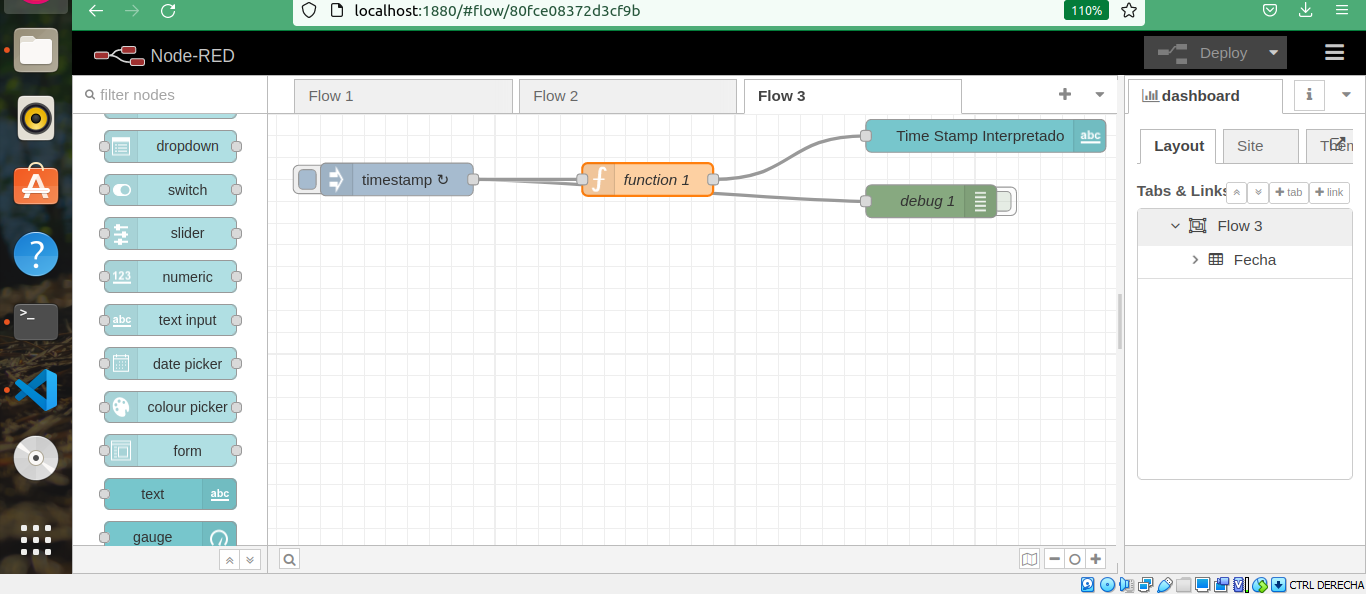 localhost:1880/#flow/80fce08372d3cf9b
110%
Node-RED
Deploy
filter nodes
Flow 1
Flow 2
Flow 3
dashboard
i
dropdown
switch
slider
123 numeric
abc text input
date picker
colour picker
form
text abc
gauge
timestamp ↻
function 1
Time Stamp Interpretado abc
debug 1
Layout
Site
Tabs & Links
tab
link
Flow 3
Fecha
>_
?
CTRL DERECHA